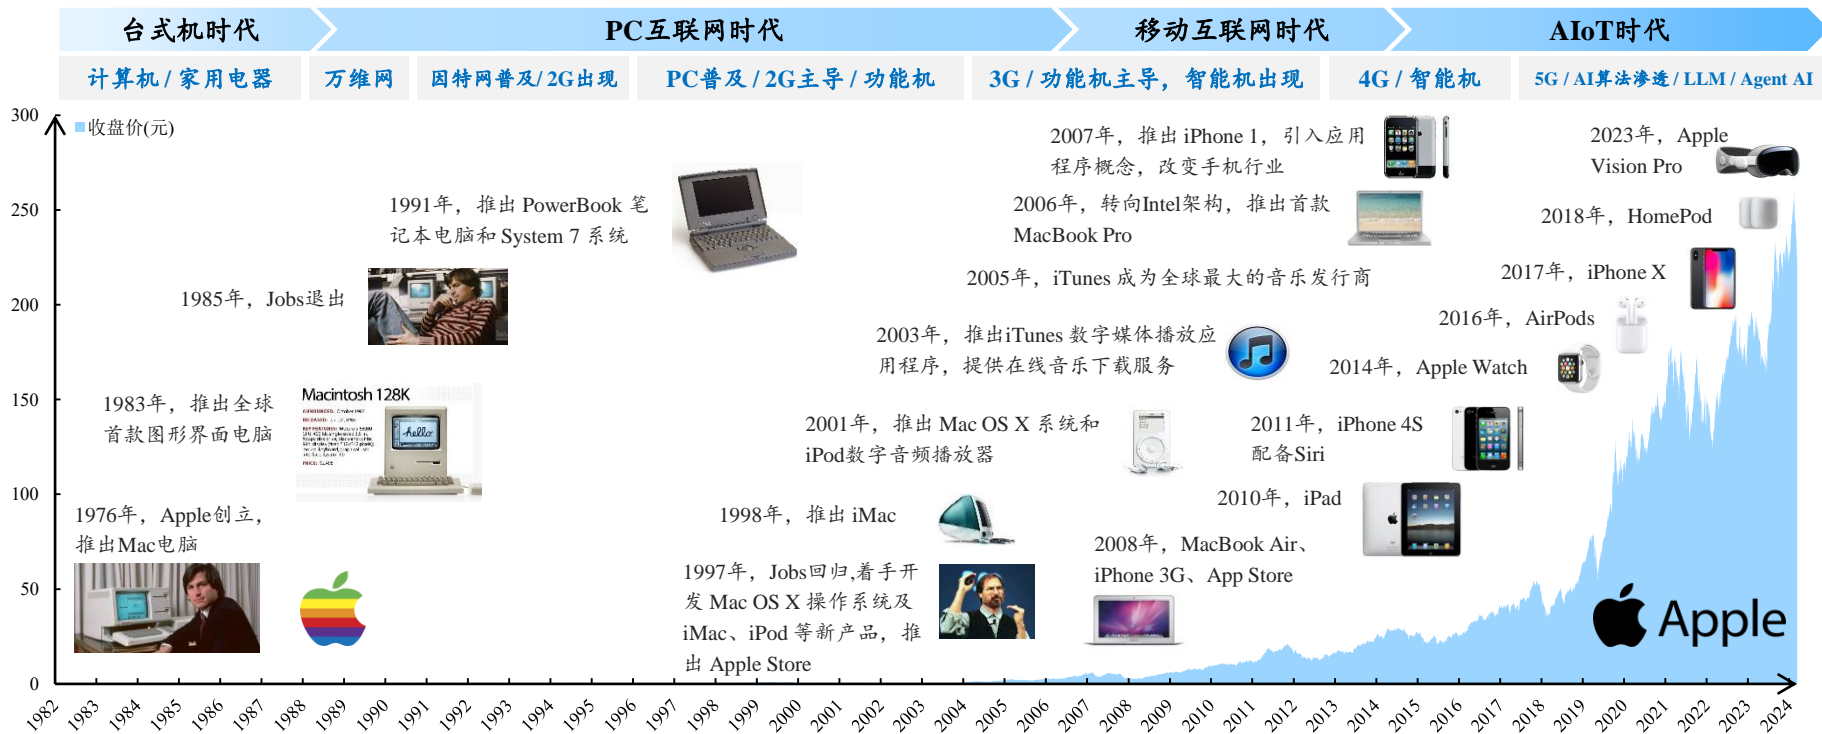 台式机时代
PC互联网时代
移动互联网时代
AIoT时代
计算机 / 家用电器
万维网
因特网普及/ 2G出现
PC普及 / 2G主导 / 功能机
3G / 功能机主导，智能机出现
4G / 智能机
5G / AI算法渗透 / LLM / Agent AI
收盘价(元)
300
250
200
150
100
50
0
1976年，Apple创立，
推出Mac电脑
1983年，推出全球
首款图形界面电脑
Macintosh 128K
hello
1985年，Jobs退出
1991年，推出 PowerBook 笔
记本电脑和 System 7 系统
1997年，Jobs回归,着手开
发 Mac OS X 操作系统及
iMac、iPod 等新产品，推
出 Apple Store
1998年，推出 iMac
2001年，推出 Mac OS X 系统和
iPod数字音频播放器
2003年，推出iTunes 数字媒体播放应
用程序，提供在线音乐下载服务
2005年，iTunes 成为全球最大的音乐发行商
2006年，转向Intel架构，推出首款
MacBook Pro
2007年，推出 iPhone 1，引入应用
程序概念，改变手机行业
2008年，MacBook Air、
iPhone 3G、App Store
2010年，iPad
2011年，iPhone 4S
配备Siri
2014年，Apple Watch
2016年，AirPods
2017年，iPhone X
2018年，HomePod
2023年，Apple
Vision Pro
Apple
1982
1983
1984
1985
1986
1987
1988
1989
1990
1991
1992
1993
1994
1995
1996
1997
1998
1999
2000
2001
2002
2003
2004
2005
2006
2007
2008
2009
2010
2011
2012
2013
2014
2015
2016
2017
2018
2019
2020
2021
2022
2023
2024